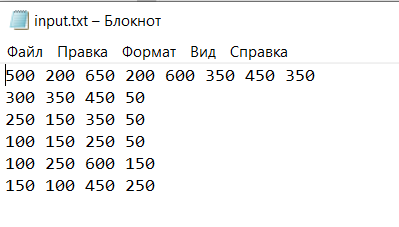 input.txt – Блокнот
Файл Правка Формат Вид Справка
500 200 650 200 600 350 450 350
300 350 450 50
250 150 350 50
100 150 250 50
100 250 600 150
150 100 450 250